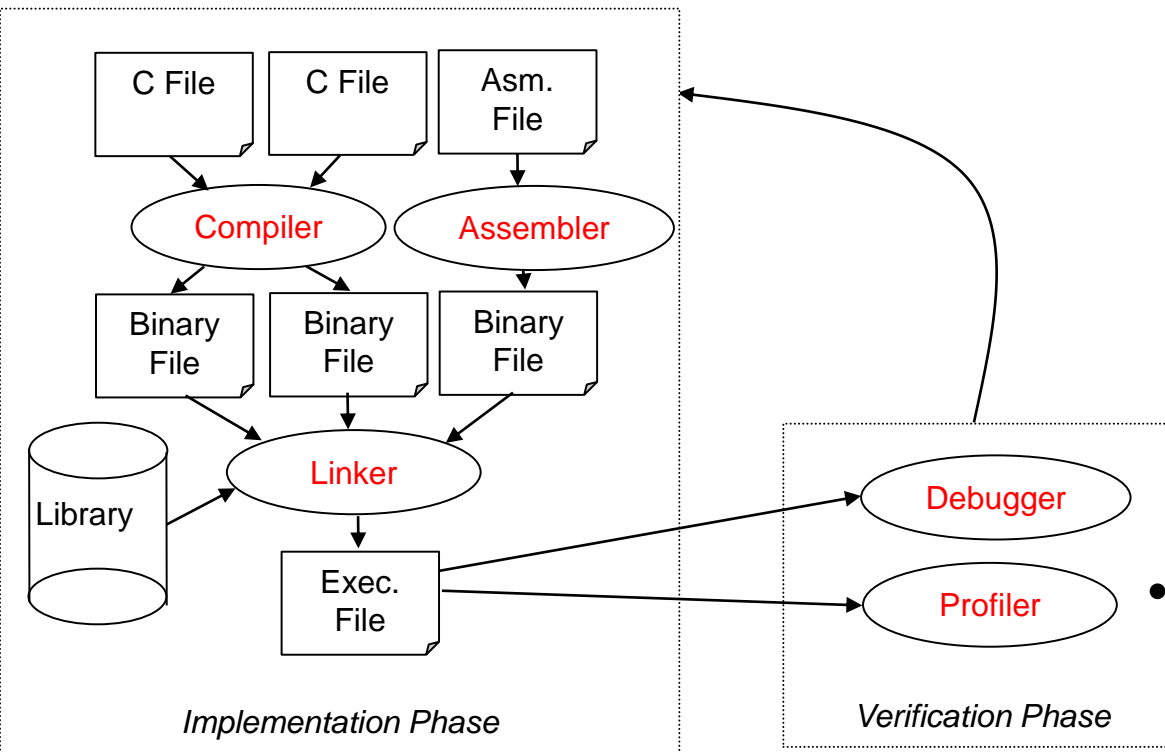 C File
C File
Asm.
File
Compiler
Assembler
Binary
File
Binary
File
Binary
File
Library
Linker
Debugger
Exec.
File
Profiler
Implementation Phase
Verification Phase